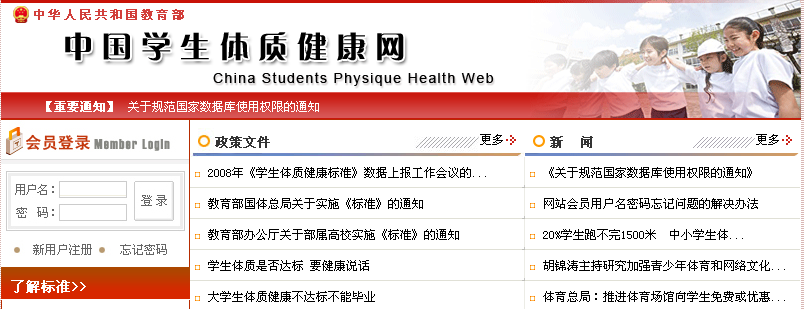 中华人民共和国教育部
中国学生体质健康网
China Students Physique Health Web
【重要通知】 关于规范国家数据库使用权限的通知
会员登录 Member Login
用户名：
密 码：
登 录
新用户注册 忘记密码
了解标准>>
政策文件 更多
2008年《学生体质健康标准》数据上报工作会议的...
教育部国体总局关于实施《标准》的通知
教育部办公厅关于部属高校实施《标准》的通知
学生体质是否达标 要健康说话
大学生体质健康不达标不能毕业
新 闻 更多
《关于规范国家数据库使用权限的通知》
网站会员用户名密码忘记问题的解决办法
20%学生跑不完1500米 中小学生体...
胡锦涛主持研究加强青少年体育和网络文化...
体育总局：推进体育场馆向学生免费或优惠...